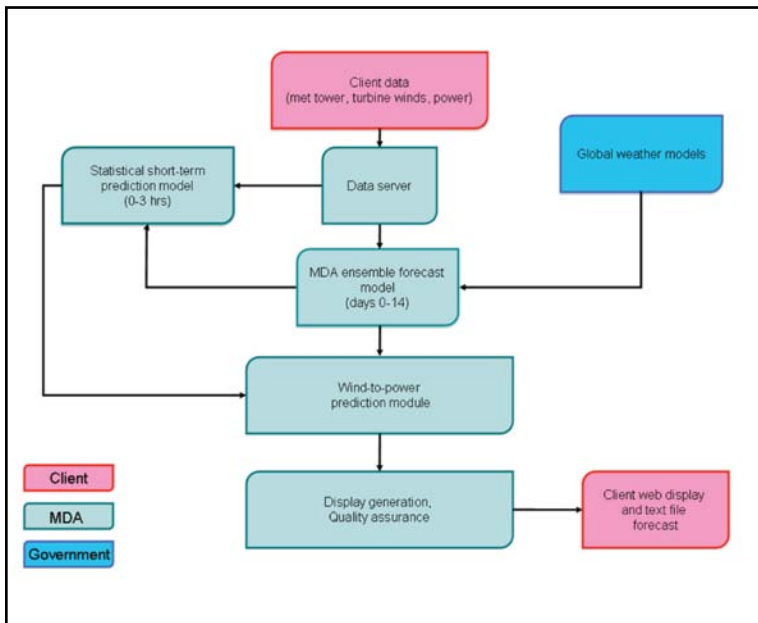 Client data
(met tower, turbine winds, power)
Global weather models
Statistical short-term
prediction model
(0-3 hrs)
Data server
MDA ensemble forecast
model
(days 0-14)
Wind-to-power
prediction module
Display generation,
Quality assurance
Client web display
and text file
forecast
Client
MDA
Government